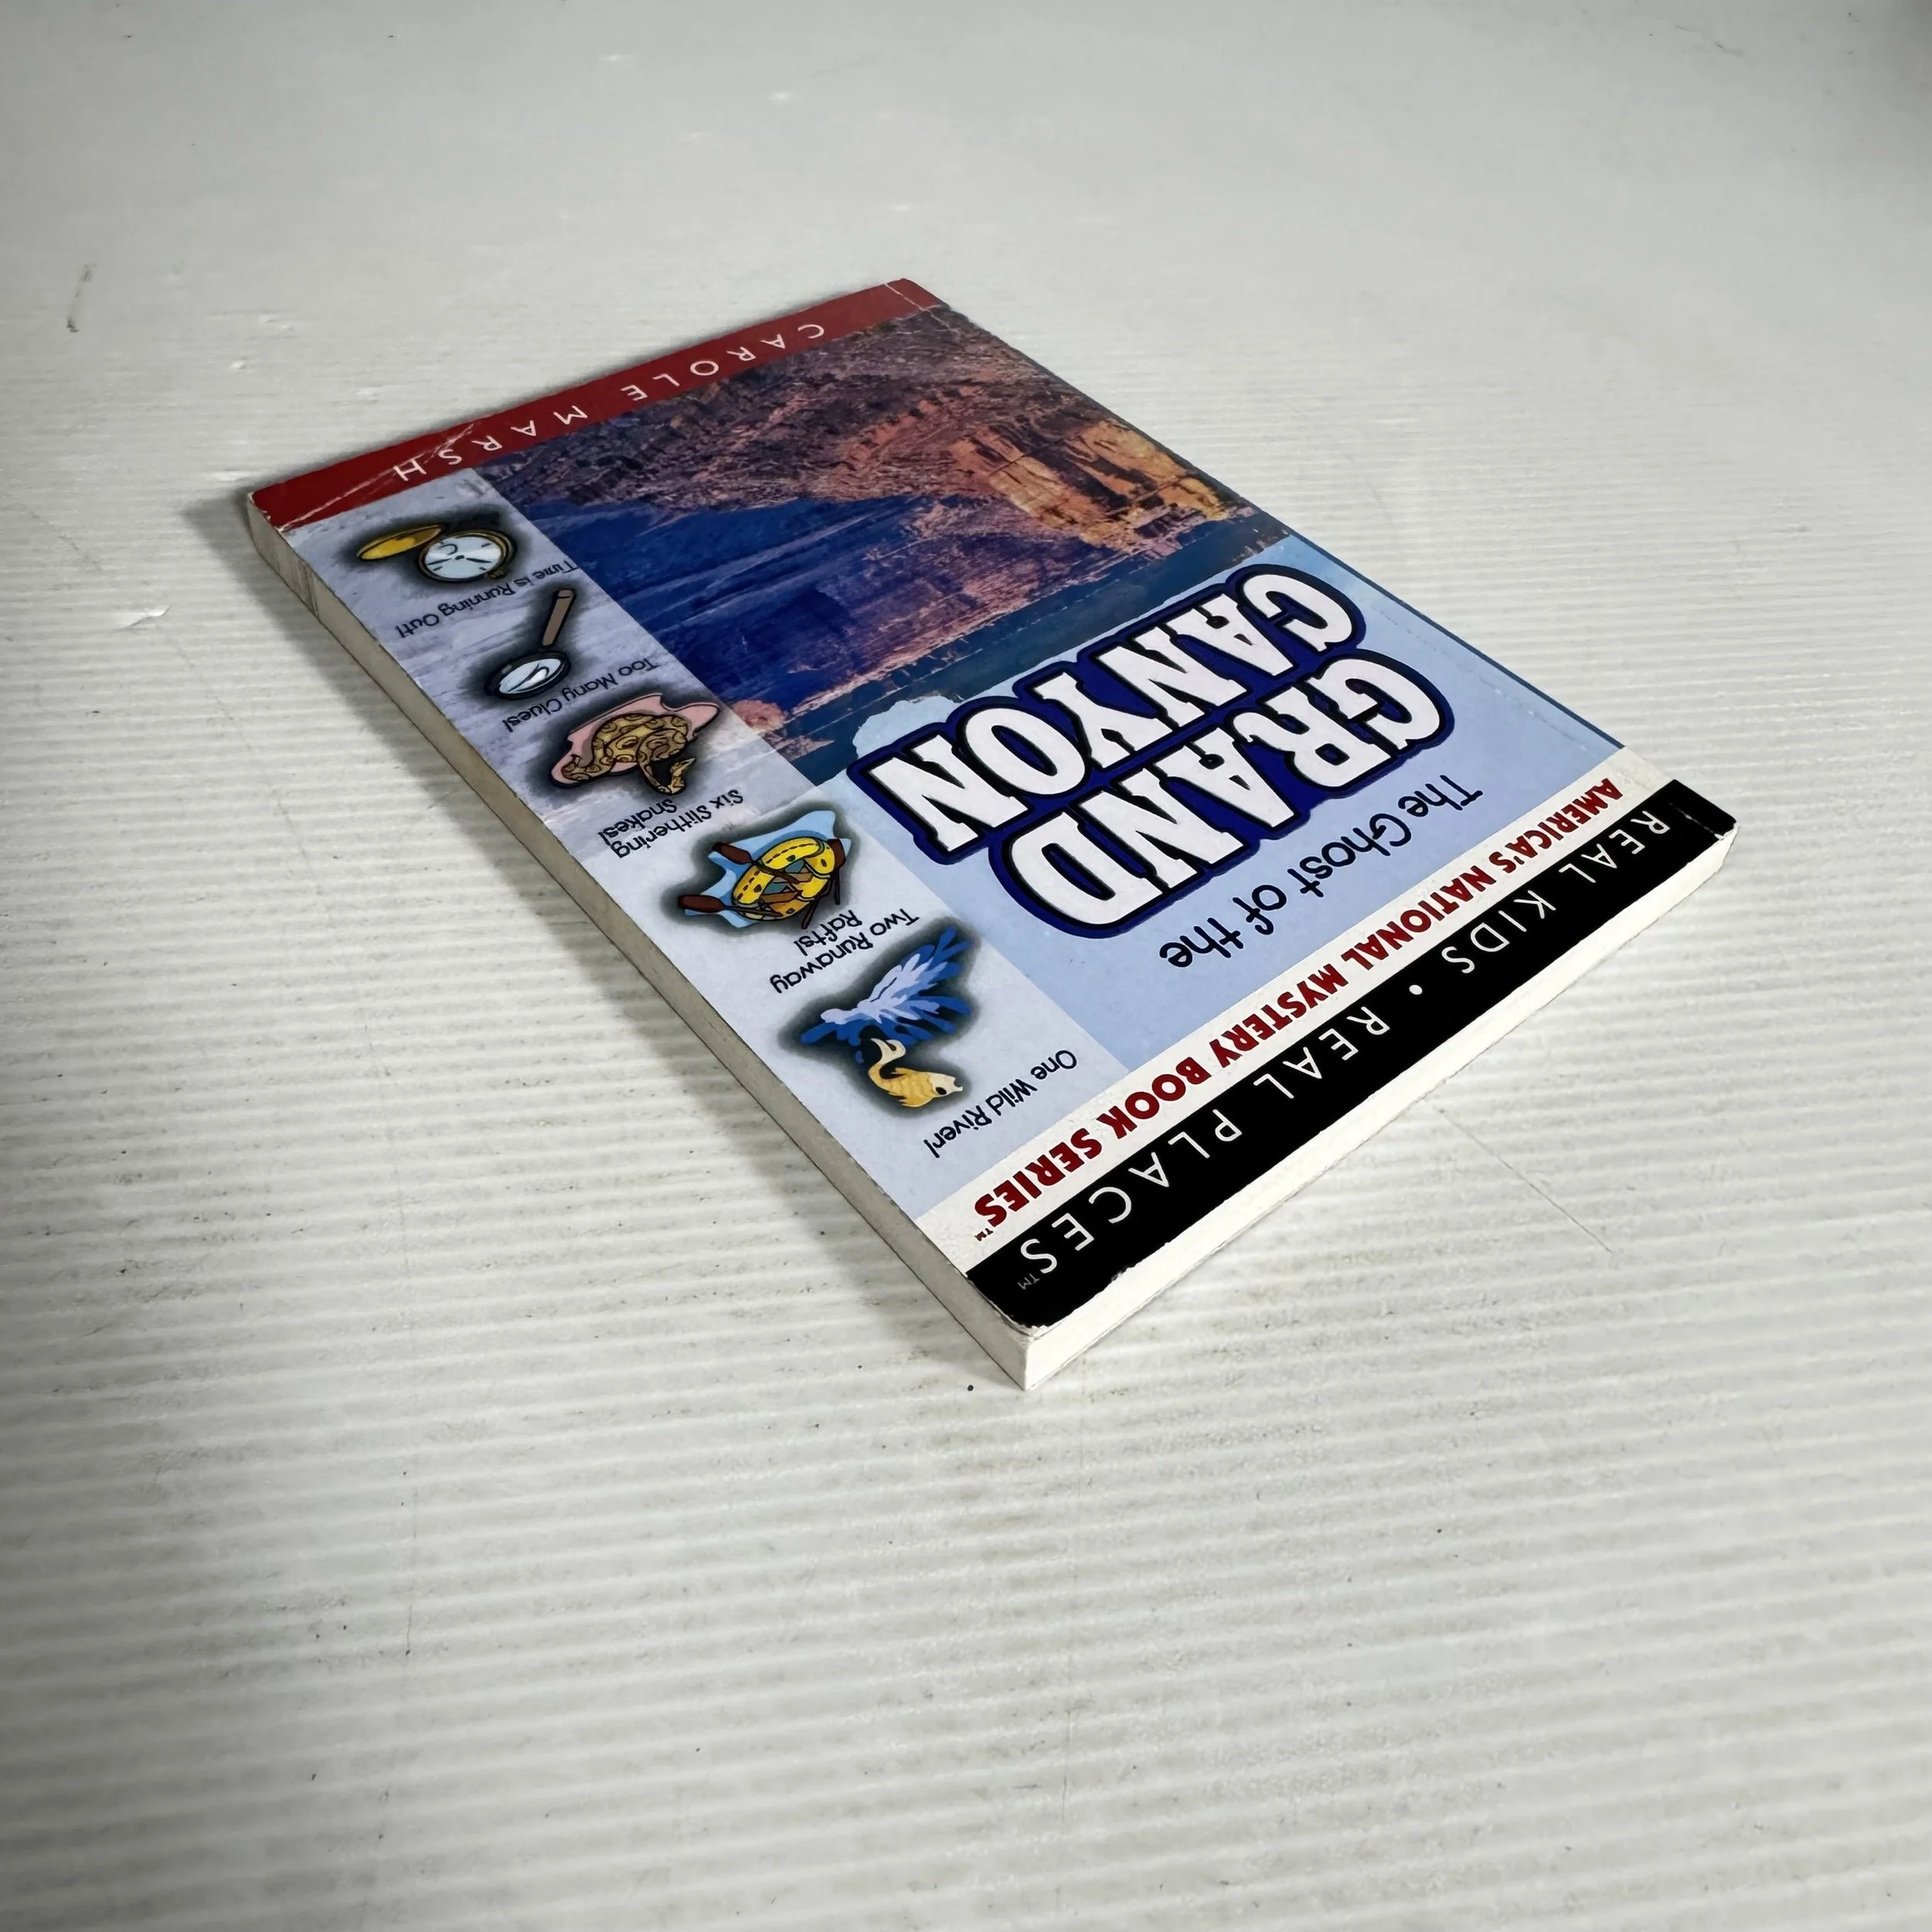 REAL KIDS • REAL PLACES™
AMERICA'S NATIONAL MYSTERY BOOK SERIES™
The Ghost of the
GRAND
CANYON
One Wild River!
Two Runaway
Rafts!
Six Slithering
Snakes!
Too Many Clues!
Time is Running Out!
CAROLE MARSH